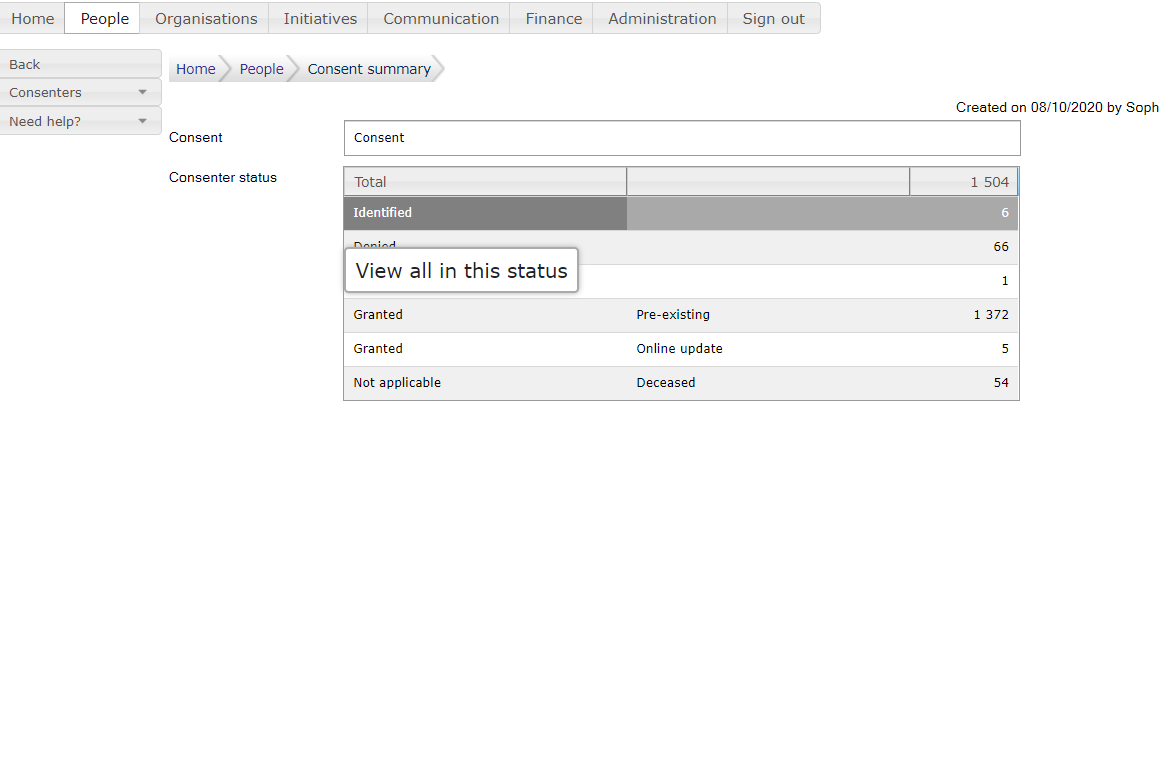 Home People Organisations Initiatives Communication Finance Administration Sign out
Back
Consenters
Need help?
Home People Consent summary
Created on 08/10/2020 by Soph
Consent Consent
Consenter status
Total 1 504
Identified 6
Denied 66
View all in this status
1
Granted Pre-existing 1 372
Granted Online update 5
Not applicable Deceased 54